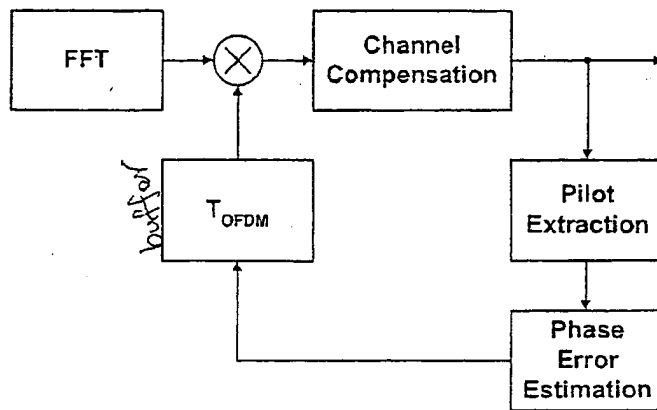 FFT
Channel
Compensation
buffer
T_OFDM
Pilot
Extraction
Phase
Error
Estimation